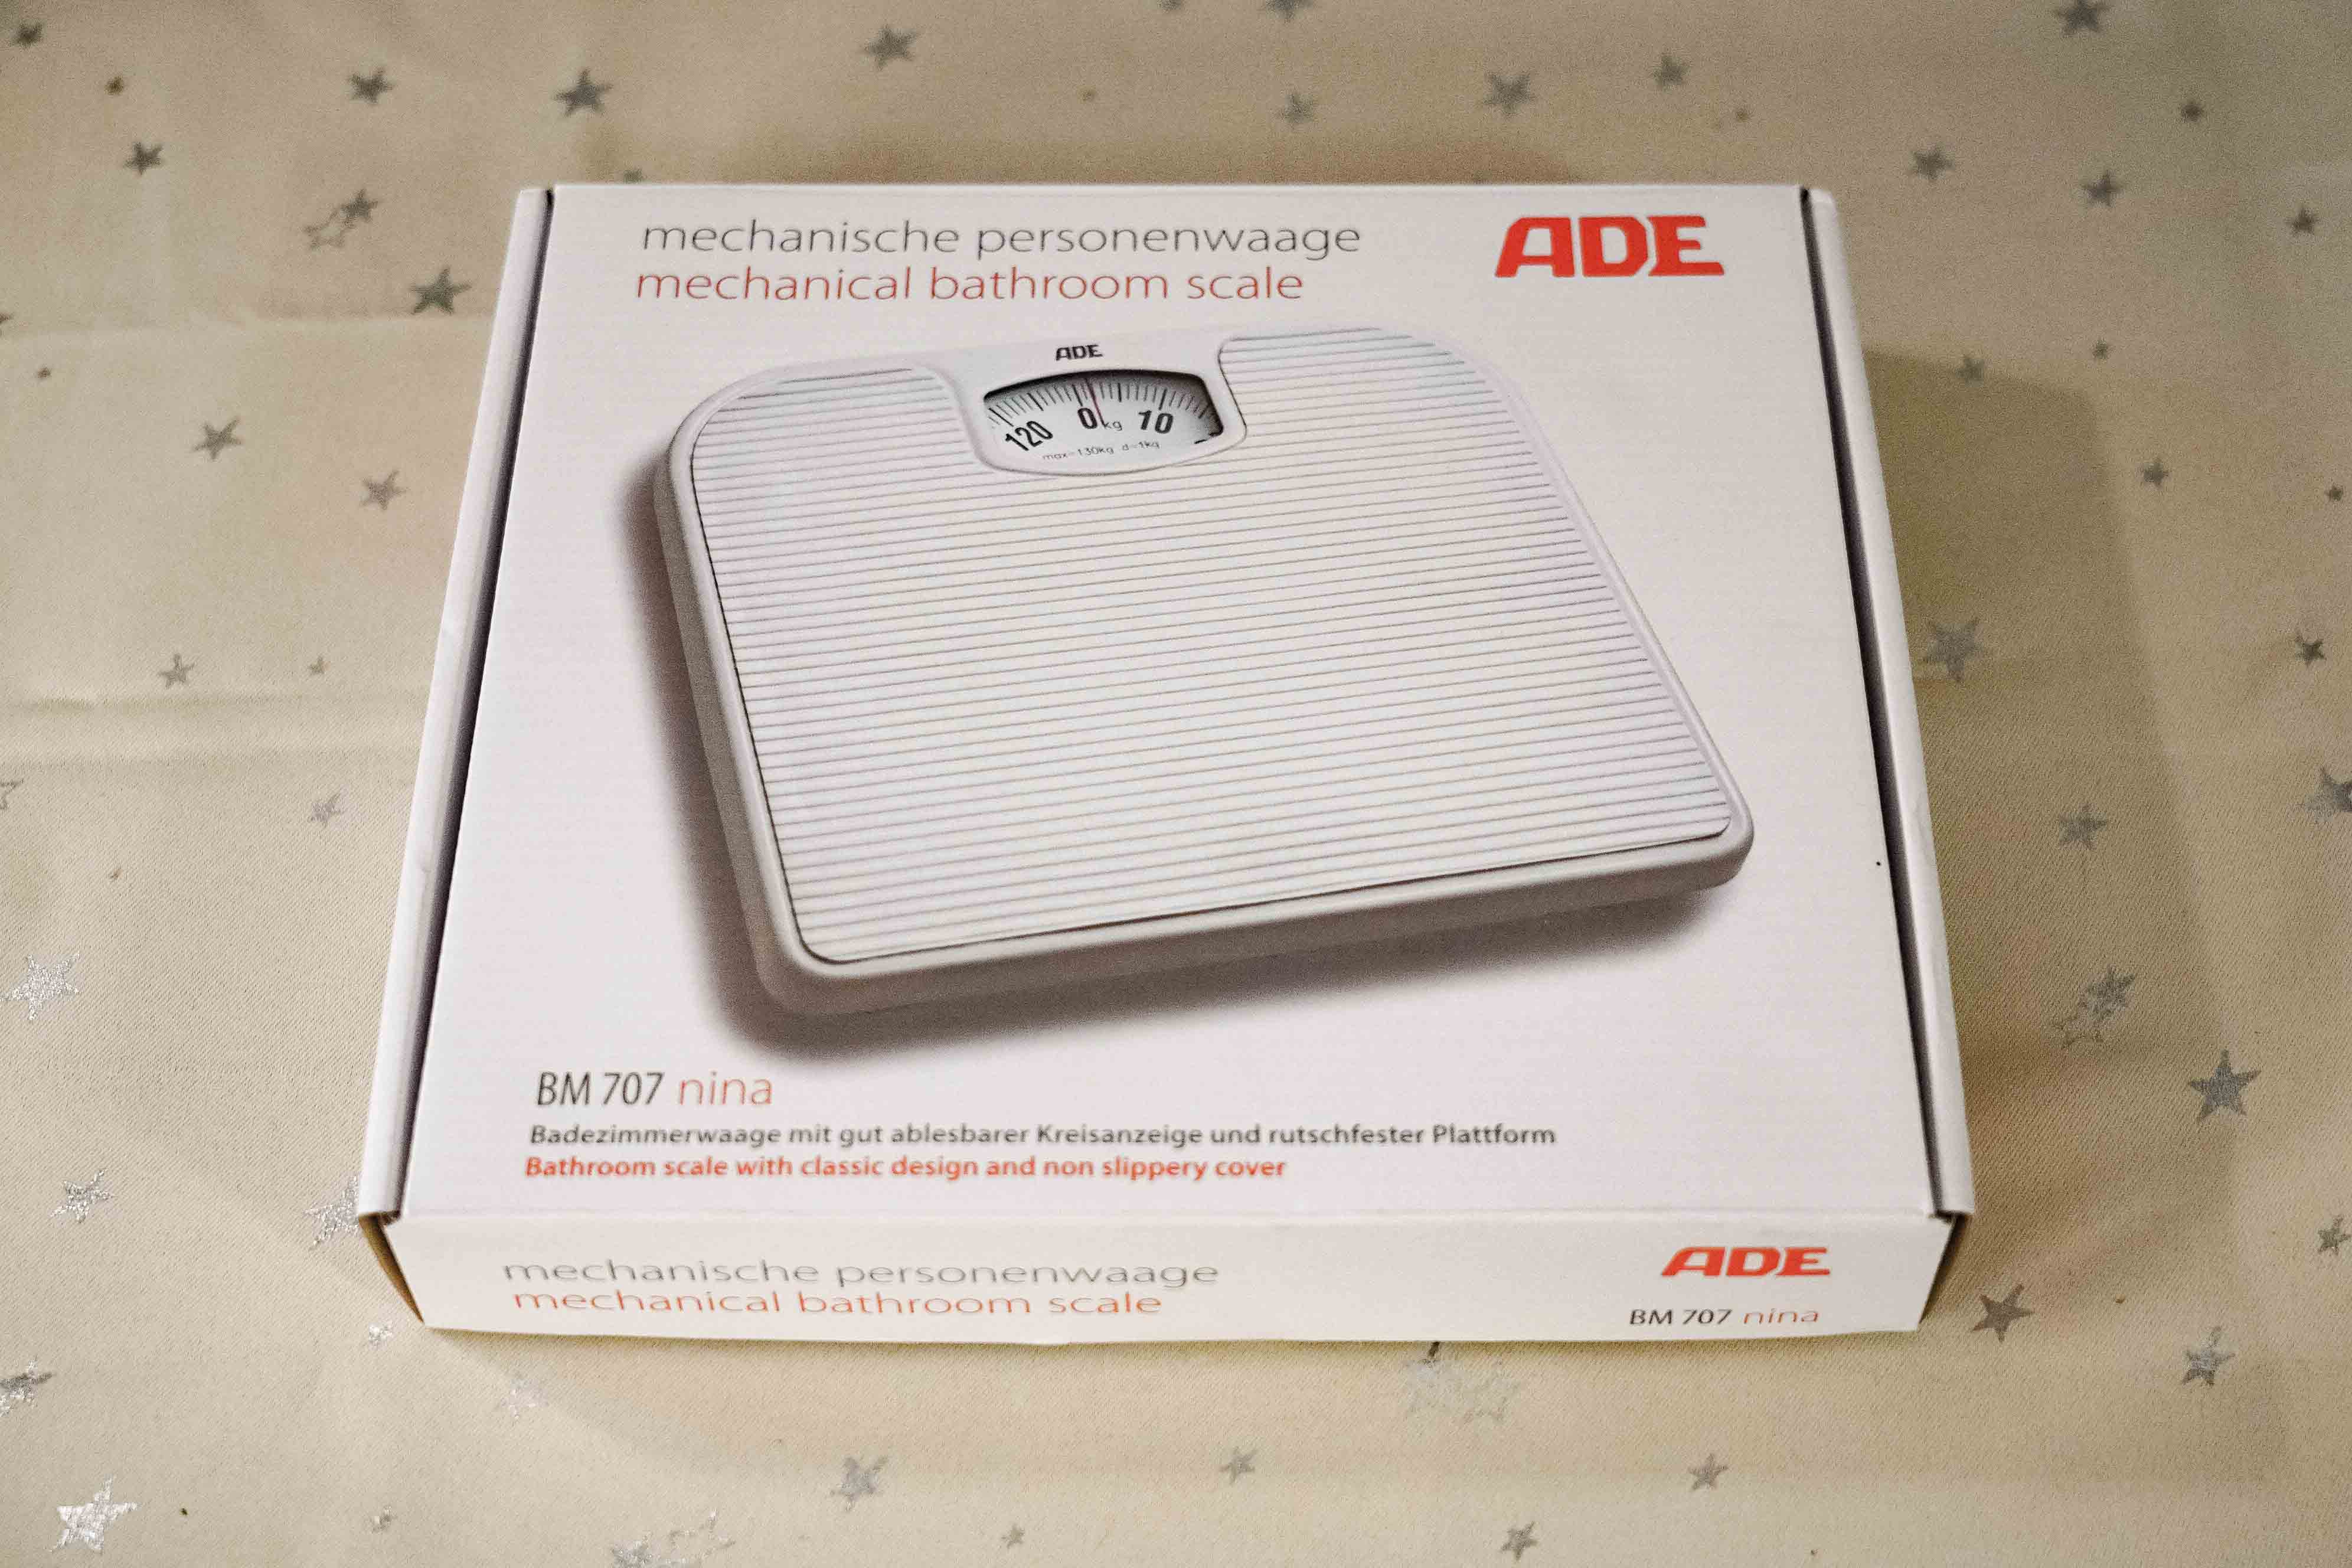 mechanische personenwaage
mechanical bathroom scale
ADE
ADE
120 0 kg 10
max=130kg d=1kg
BM 707 nina
Badezimmerwaage mit gut ablesbarer Kreisanzeige und rutschfester Plattform
Bathroom scale with classic design and non slippery cover
mechanische personenwaage
mechanical bathroom scale
ADE
BM 707 nina